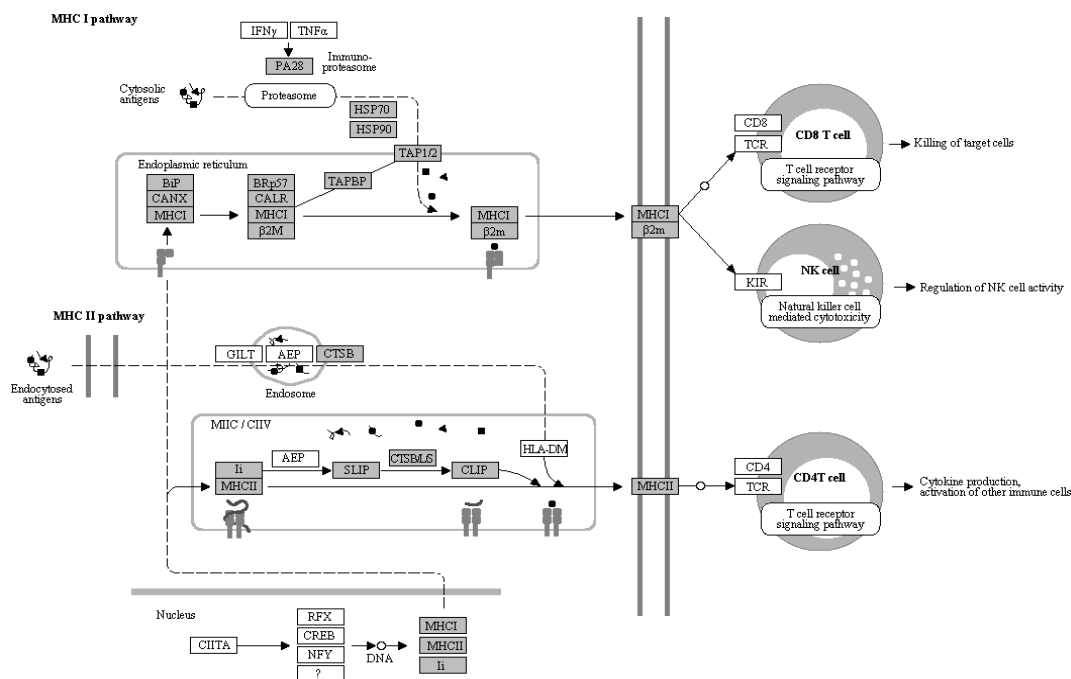 MHC I pathway
IFNγ
TNFα
PA28
Immuno-
proteasome
Cytosolic
antigens
Proteasome
HSP70
HSP90
TAP1/2
Endoplasmic reticulum
BiP
CANX
MHCI
BRp57
CALR
MHCI
β2M
TAPBP
MHCI
β2m
MHCI
β2m
CD8
TCR
CD8 T cell
T cell receptor
signaling pathway
Killing of target cells
KIR
NK cell
Natural killer cell
mediated cytotoxicity
Regulation of NK cell activity
MHC II pathway
Endocytosed
antigens
GILT
AEP
CTSB
Endosome
MIIC / CIIV
Ii
MHCII
AEP
SLIP
CTSB/L/S
CLIP
HLA-DM
MHCII
CD4
TCR
CD4T cell
T cell receptor
signaling pathway
Cytokine production,
activation of other immune cells
Nucleus
CIITA
RFX
CREB
NFY
?
DNA
MHCI
MHCII
Ii